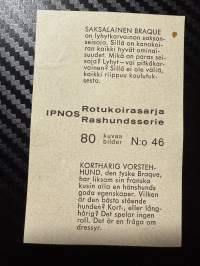 SAKSALAINEN BRAQUE
on lyhytkarvainen saksan-
seisoja. Sillä on kanakoi-
ran kaikki hyvät ominai-
suudet. Mikä on paras sei-
soja? Lyhyt- vai pitkäkar-
vainen? Sillä ei ole väliä,
kaikki riippuu koulutuk-
sesta.
IPNOS Rotukoirasarja
Rashundsserie
80 kuvaa
bilder N:o 46
KORTHÅRIG VORSTEH-
HUND, den tyske Braque,
har liksom sin franska
kusin alla en hönshunds
goda egenskaper. Vilken
är den bästa stående
hunden? Kort-, eller lång-
hårig? Det spelar ingen
roll. Det är en fråga om
dressyr.